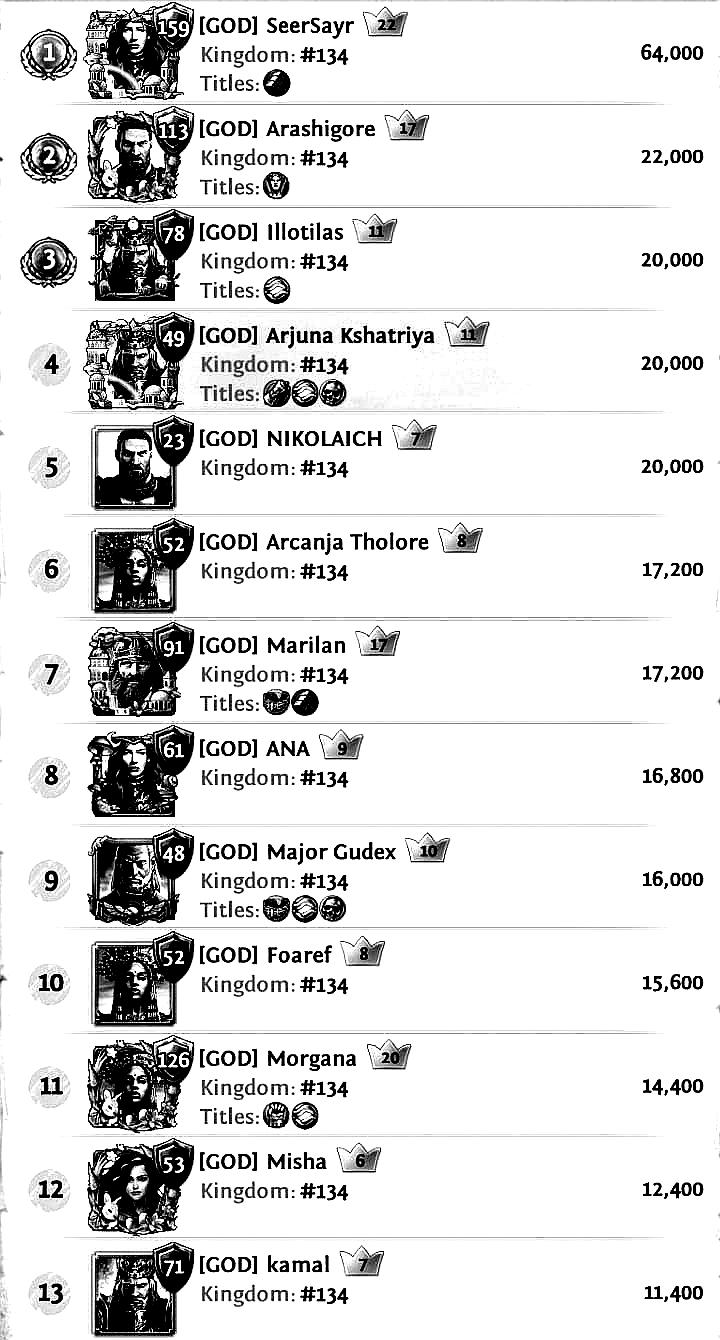 1 159 [GOD] SeerSayr 22
Kingdom: #134 64,000
Titles:
2 113 [GOD] Arashigore 17
Kingdom: #134 22,000
Titles:
3 78 [GOD] Illotilas 11
Kingdom: #134 20,000
Titles:
4 49 [GOD] Arjuna Kshatriya 11
Kingdom: #134 20,000
Titles:
5 23 [GOD] NIKOLAICH 7
Kingdom: #134 20,000
6 52 [GOD] Arcanja Tholore 8
Kingdom: #134 17,200
7 91 [GOD] Marilan 17
Kingdom: #134 17,200
Titles:
8 61 [GOD] ANA 9
Kingdom: #134 16,800
9 48 [GOD] Major Gudex 10
Kingdom: #134 16,000
Titles:
10 52 [GOD] Foaref 8
Kingdom: #134 15,600
11 126 [GOD] Morgana 20
Kingdom: #134 14,400
Titles:
12 53 [GOD] Misha 6
Kingdom: #134 12,400
13 71 [GOD] kamal 7
Kingdom: #134 11,400